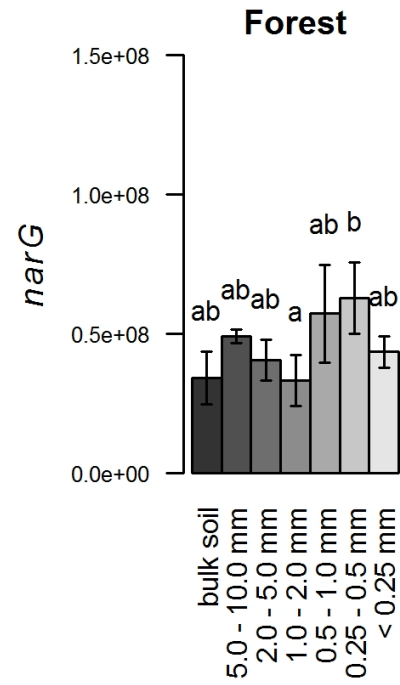 Forest
narG
1.5e+08
1.0e+08
0.5e+08
0.0e+00
ab
ab
ab
a
ab
b
ab
bulk soil
5.0 - 10.0 mm
2.0 - 5.0 mm
1.0 - 2.0 mm
0.5 - 1.0 mm
0.25 - 0.5 mm
< 0.25 mm